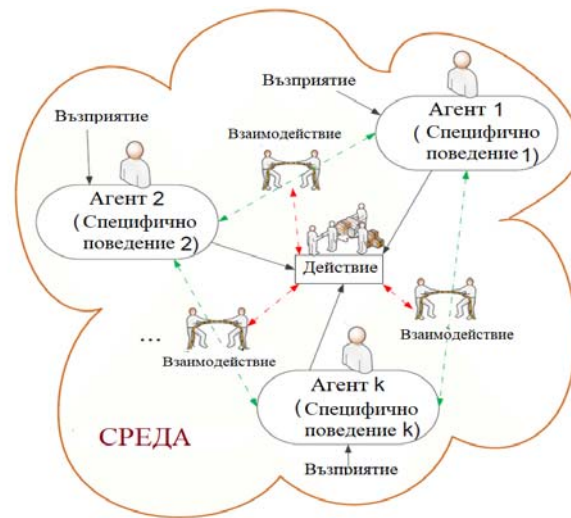 Възприятие
Агент 1
( Специфично
поведение 1)
Възприятие
Взаимодействие
Агент 2
(Специфично
поведение 2)
Действие
Взаимодействие
...
Взаимодействие
Агент k
(Специфично
поведение k)
СРЕДА
Възприятие